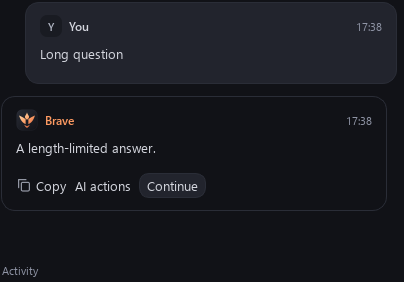 Y You 17:38
Long question
Brave 17:38
A length-limited answer.
Copy AI actions Continue
Activity